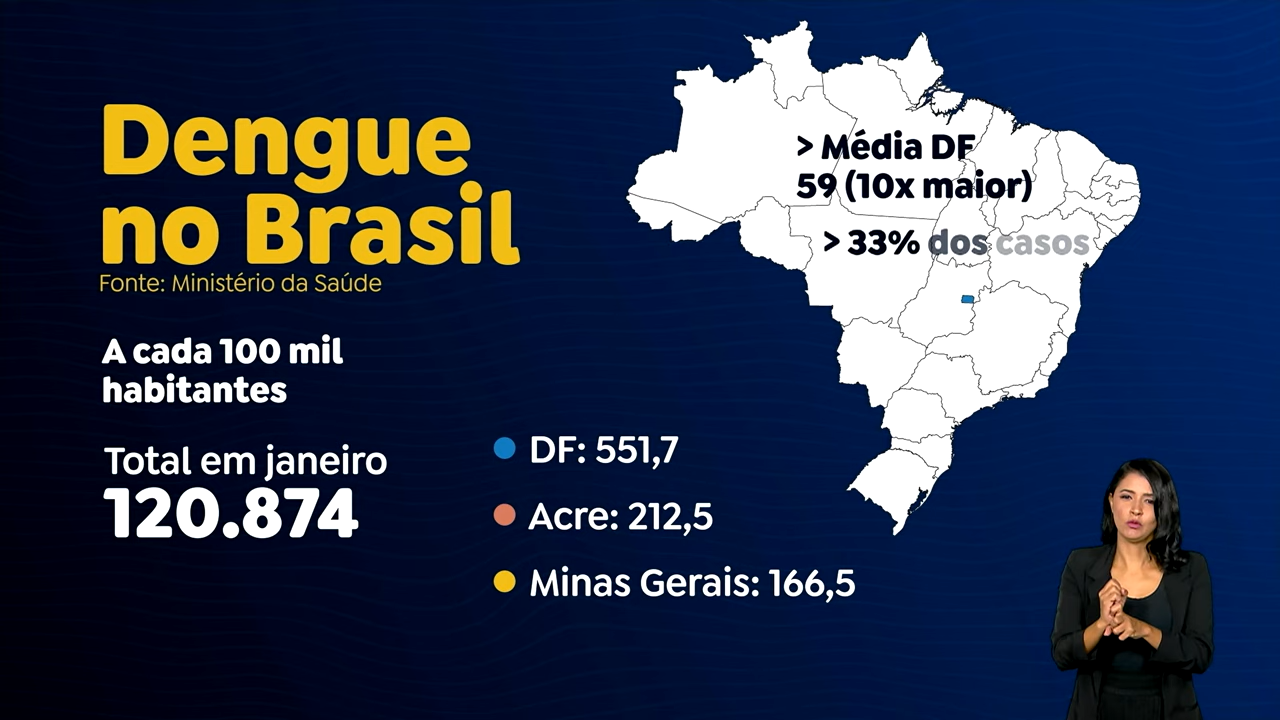 Dengue
no Brasil
Fonte: Ministério da Saúde
A cada 100 mil
habitantes
Total em janeiro
120.874
DF: 551,7
Acre: 212,5
Minas Gerais: 166,5
> Média DF
59 (10x maior)
> 33% dos casos